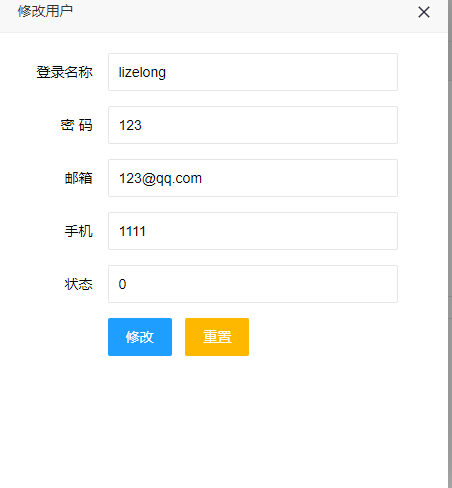 修改用户
登录名称 lizelong
密 码 123
邮箱 123@qq.com
手机 1111
状态 0
修改 重置